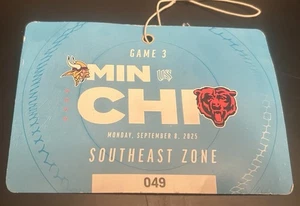 GAME 3
MIN VS
CHI
MONDAY, SEPTEMBER 8, 2025
SOUTHEAST ZONE
049